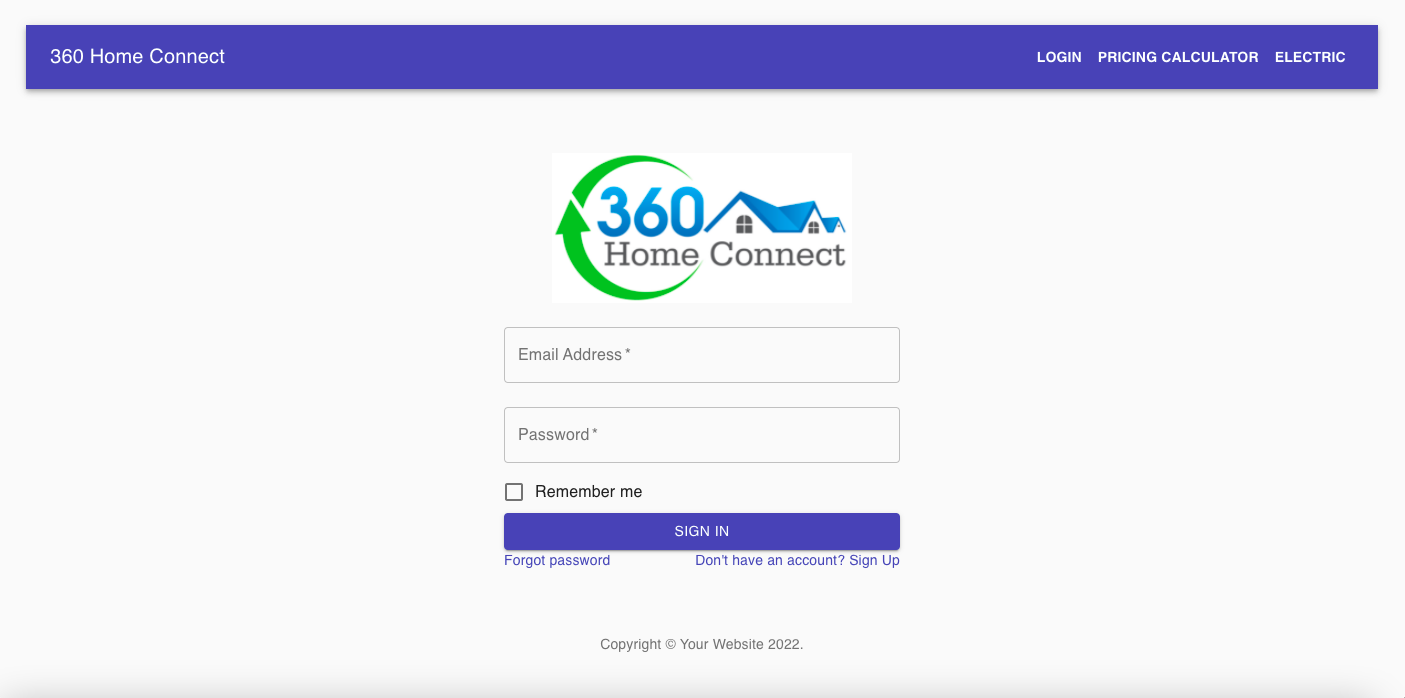 360 Home Connect
LOGIN PRICING CALCULATOR ELECTRIC
360
Home Connect
Email Address *
Password *
Remember me
SIGN IN
Forgot password
Don't have an account? Sign Up
Copyright © Your Website 2022.